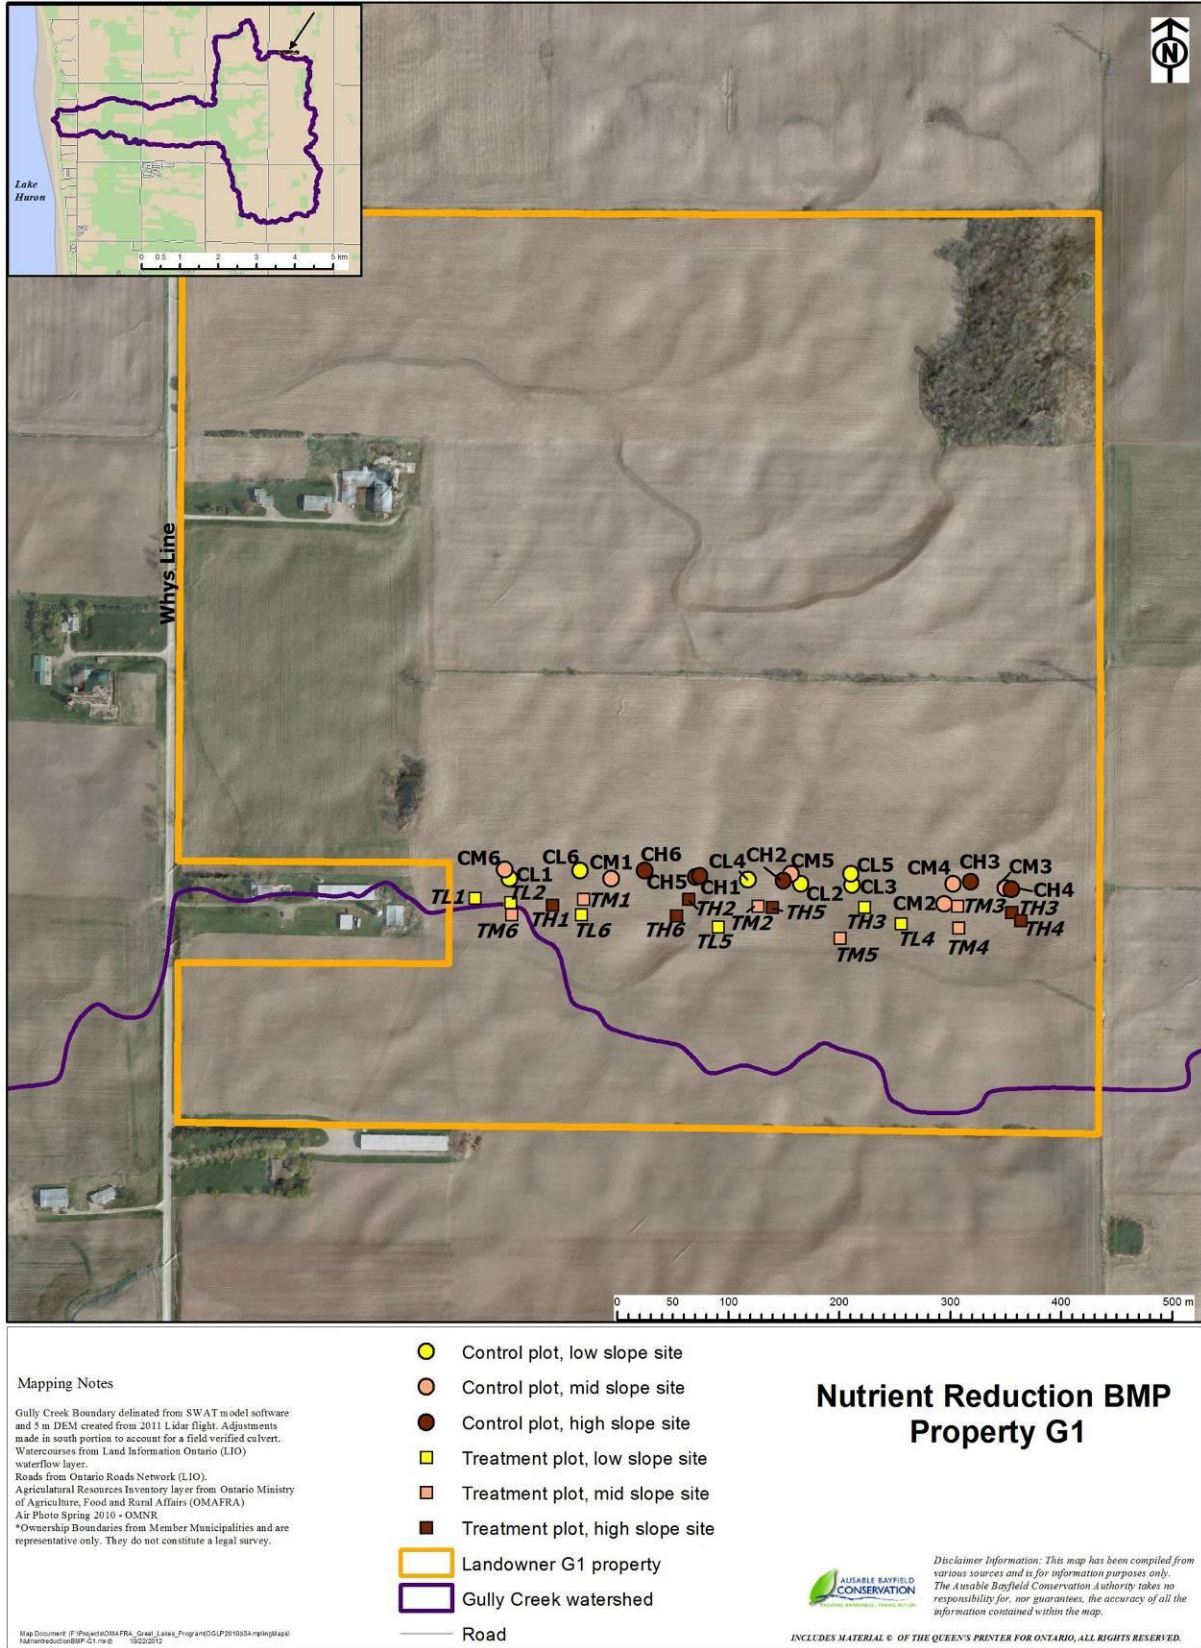 Lake
Huron
0 0.5 1 2 3 4 5 km
N
Whys Line
CM6
CL1
CL6
CM1
CH6
CH5
CH1
CL4
CH2
CM5
CL2
CL5
CL3
CM4
CH3
CM3
CH4
CM2
TL1
TL2
TM6
TH1
TM1
TL6
TH6
TH2
TL5
TM2
TH5
TH3
TM5
TL4
TM3
TM4
TH3
TH4
0 50 100 200 300 400 500 m
Mapping Notes
Gully Creek Boundary delinated from SWAT model software
and 5 m DEM created from 2011 Lidar flight. Adjustments
made in south portion to account for a field verified culvert.
Watercourses from Land Information Ontario (LIO)
waterflow layer.
Roads from Ontario Roads Network (LIO).
Agriculatural Resources Inventory layer from Ontario Ministry
of Agriculture, Food and Rural Affairs (OMAFRA)
Air Photo Spring 2010 - OMNR
*Ownership Boundaries from Member Municipalities and are
representative only. They do not constitute a legal survey.
Control plot, low slope site
Control plot, mid slope site
Control plot, high slope site
Treatment plot, low slope site
Treatment plot, mid slope site
Treatment plot, high slope site
Landowner G1 property
Gully Creek watershed
Road
Nutrient Reduction BMP
Property G1
AUSABLE BAYFIELD
CONSERVATION
Disclaimer Information: This map has been compiled from
various sources and is for information purposes only.
The Ausable Bayfield Conservation Authority takes no
responsibility for, nor guarantees, the accuracy of all the
information contained within the map.
INCLUDES MATERIAL © OF THE QUEEN'S PRINTER FOR ONTARIO, ALL RIGHTS RESERVED.